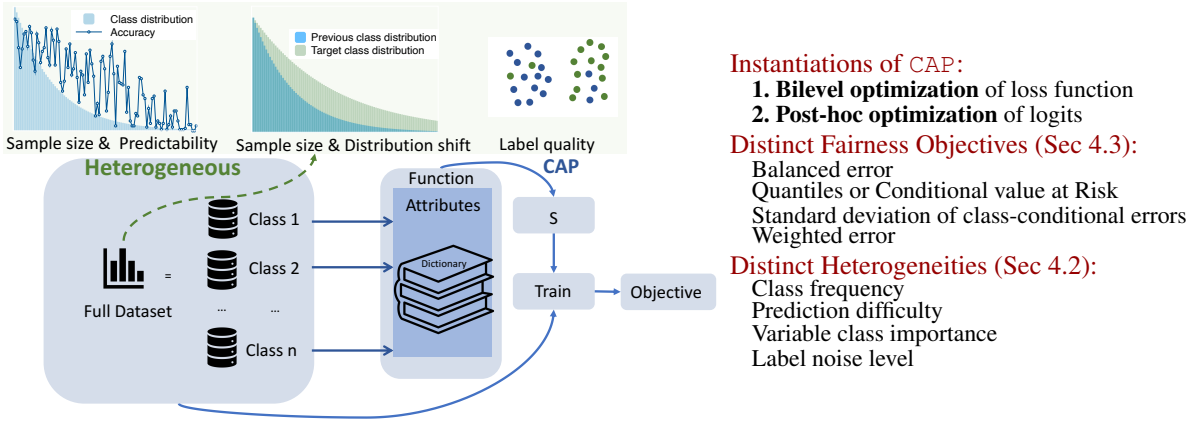 Class distribution
Accuracy
Previous class distribution
Target class distribution
Sample size & Predictability
Sample size & Distribution shift
Label quality
Heterogeneous
CAP
Full Dataset
=
Class 1
Class 2
... ...
Class n
Function
Attributes
Dictionary
S
Train
Objective
Instantiations of CAP:
1. Bilevel optimization of loss function
2. Post-hoc optimization of logits
Distinct Fairness Objectives (Sec 4.3):
Balanced error
Quantiles or Conditional value at Risk
Standard deviation of class-conditional errors
Weighted error
Distinct Heterogeneities (Sec 4.2):
Class frequency
Prediction difficulty
Variable class importance
Label noise level